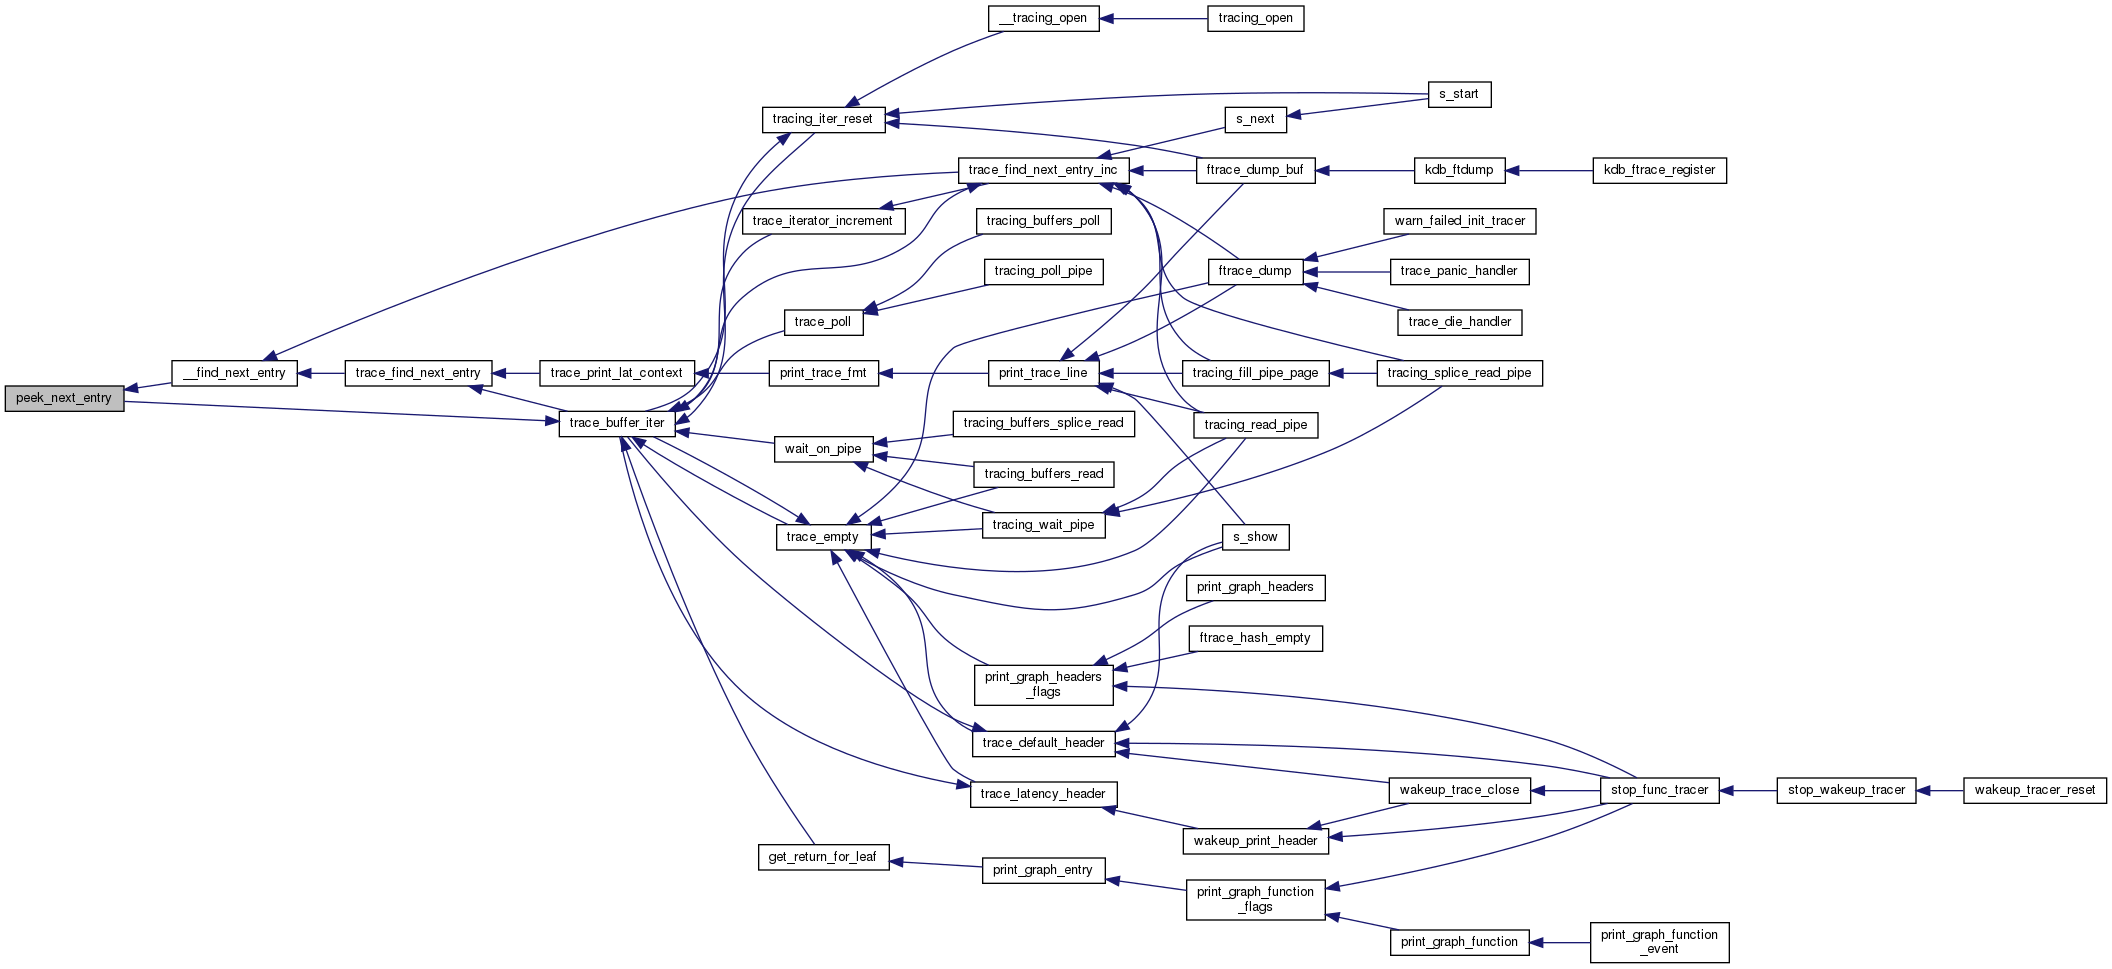 __tracing_open
tracing_open
s_start
tracing_iter_reset
s_next
trace_find_next_entry_inc
ftrace_dump_buf
kdb_ftdump
kdb_ftrace_register
trace_iterator_increment
tracing_buffers_poll
warn_failed_init_tracer
tracing_poll_pipe
ftrace_dump
trace_panic_handler
trace_poll
trace_die_handler
peek_next_entry
__find_next_entry
trace_find_next_entry
trace_print_lat_context
print_trace_fmt
print_trace_line
tracing_fill_pipe_page
tracing_splice_read_pipe
trace_buffer_iter
tracing_buffers_splice_read
tracing_read_pipe
wait_on_pipe
tracing_buffers_read
tracing_wait_pipe
trace_empty
s_show
print_graph_headers
ftrace_hash_empty
print_graph_headers
_flags
trace_default_header
trace_latency_header
wakeup_trace_close
stop_func_tracer
stop_wakeup_tracer
wakeup_tracer_reset
wakeup_print_header
get_return_for_leaf
print_graph_entry
print_graph_function
_flags
print_graph_function
print_graph_function
_event